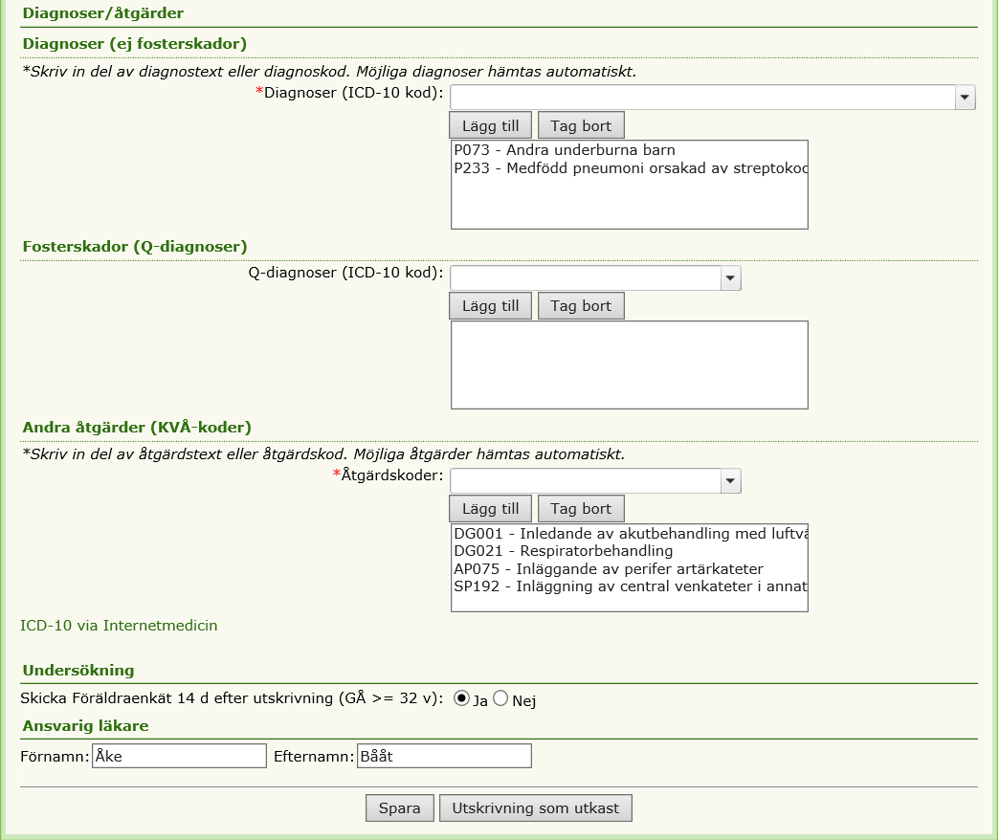 Diagnoser/åtgärder
Diagnoser (ej fosterskador)
*Skriv in del av diagnostext eller diagnoskod. Möjliga diagnoser hämtas automatiskt.
*Diagnoser (ICD-10 kod):
Lägg till Tag bort
P073 - Andra underburna barn
P233 - Medfödd pneumoni orsakad av streptokoc
Fosterskador (Q-diagnoser)
Q-diagnoser (ICD-10 kod):
Lägg till Tag bort
Andra åtgärder (KVÅ-koder)
*Skriv in del av åtgärdstext eller åtgärdskod. Möjliga åtgärder hämtas automatiskt.
*Åtgärdskoder:
Lägg till Tag bort
DG001 - Inledande av akutbehandling med luftvä
DG021 - Respiratorbehandling
AP075 - Inläggande av perifer artärkateter
SP192 - Inläggning av central venkateter i annat
ICD-10 via Internetmedicin
Undersökning
Skicka Föräldraenkät 14 d efter utskrivning (GÅ >= 32 v): Ja Nej
Ansvarig läkare
Förnamn: Åke Efternamn: Bååt
Spara Utskrivning som utkast